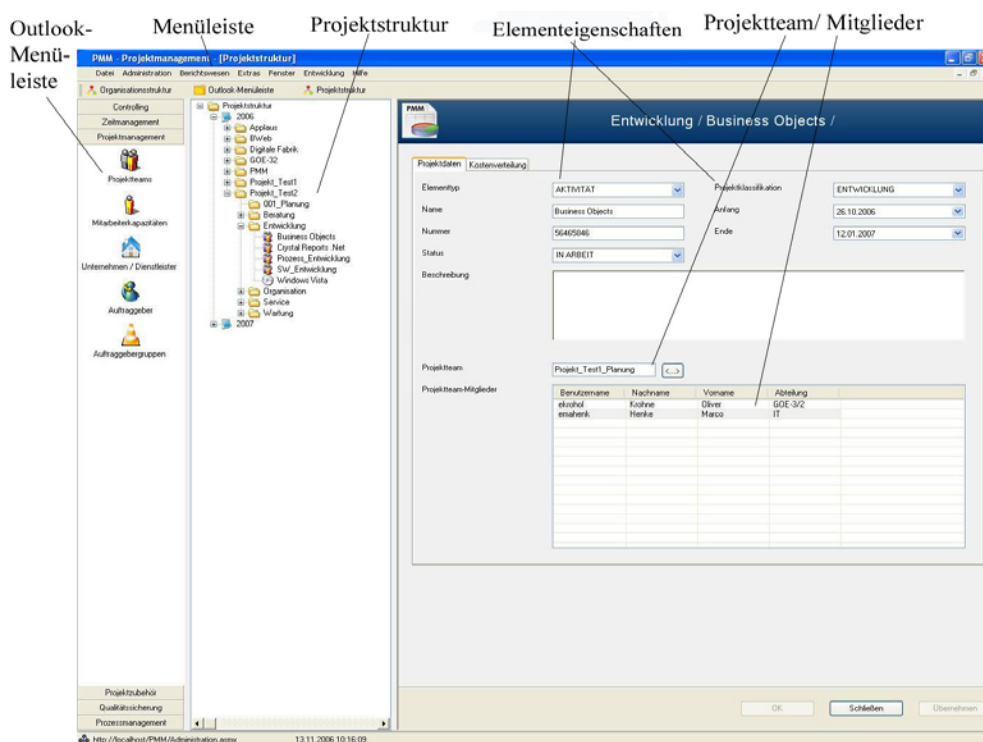 Outlook-
Menü-
leiste
Menüleiste
Projektstruktur
Elementeigenschaften
Projektteam/ Mitglieder
PMM - Projektmanagement - [Projektstruktur]
Datei Administration Berichtswesen Extras Fenster Entwicklung Hilfe
Organisationsstruktur Outlook-Menüleiste Projektstruktur
Controlling
Zeitmanagement
Projektmanagement
Projektteams
Mitarbeiterkapazitäten
Unternehmen / Dienstleister
Auftraggeber
Auftraggebergruppen
Projektzubehör
Qualitätssicherung
Prozessmanagement
Projektstruktur
2006
Applaus
BWeb
Digitale Fabrik
GOE-32
PMM
Projekt_Test1
Projekt_Test2
001_Planung
Beratung
Entwicklung
Business Objects
Crystal Reports .Net
Prozess_Entwicklung
SW_Entwicklung
Windows Vista
Organisation
Service
Wartung
2007
PMM
Entwicklung / Business Objects /
Projektdaten Kostenverteilung
Elementtyp AKTIVITÄT Projektklassifikation ENTWICKLUNG
Name Business Objects Anfang 26.10.2006
Nummer 56465846 Ende 12.01.2007
Status IN ARBEIT
Beschreibung
Projektteam Projekt_Test1_Planung <...>
Projektteam-Mitglieder
Benutzername Nachname Vorname Abteilung
ekrohol Krohne Oliver GOE-3/2
emahenk Henke Marco IT
OK Schließen Übernehmen
http://localhost/PMM/Administration.asmx 13.11.2006 10:16:09